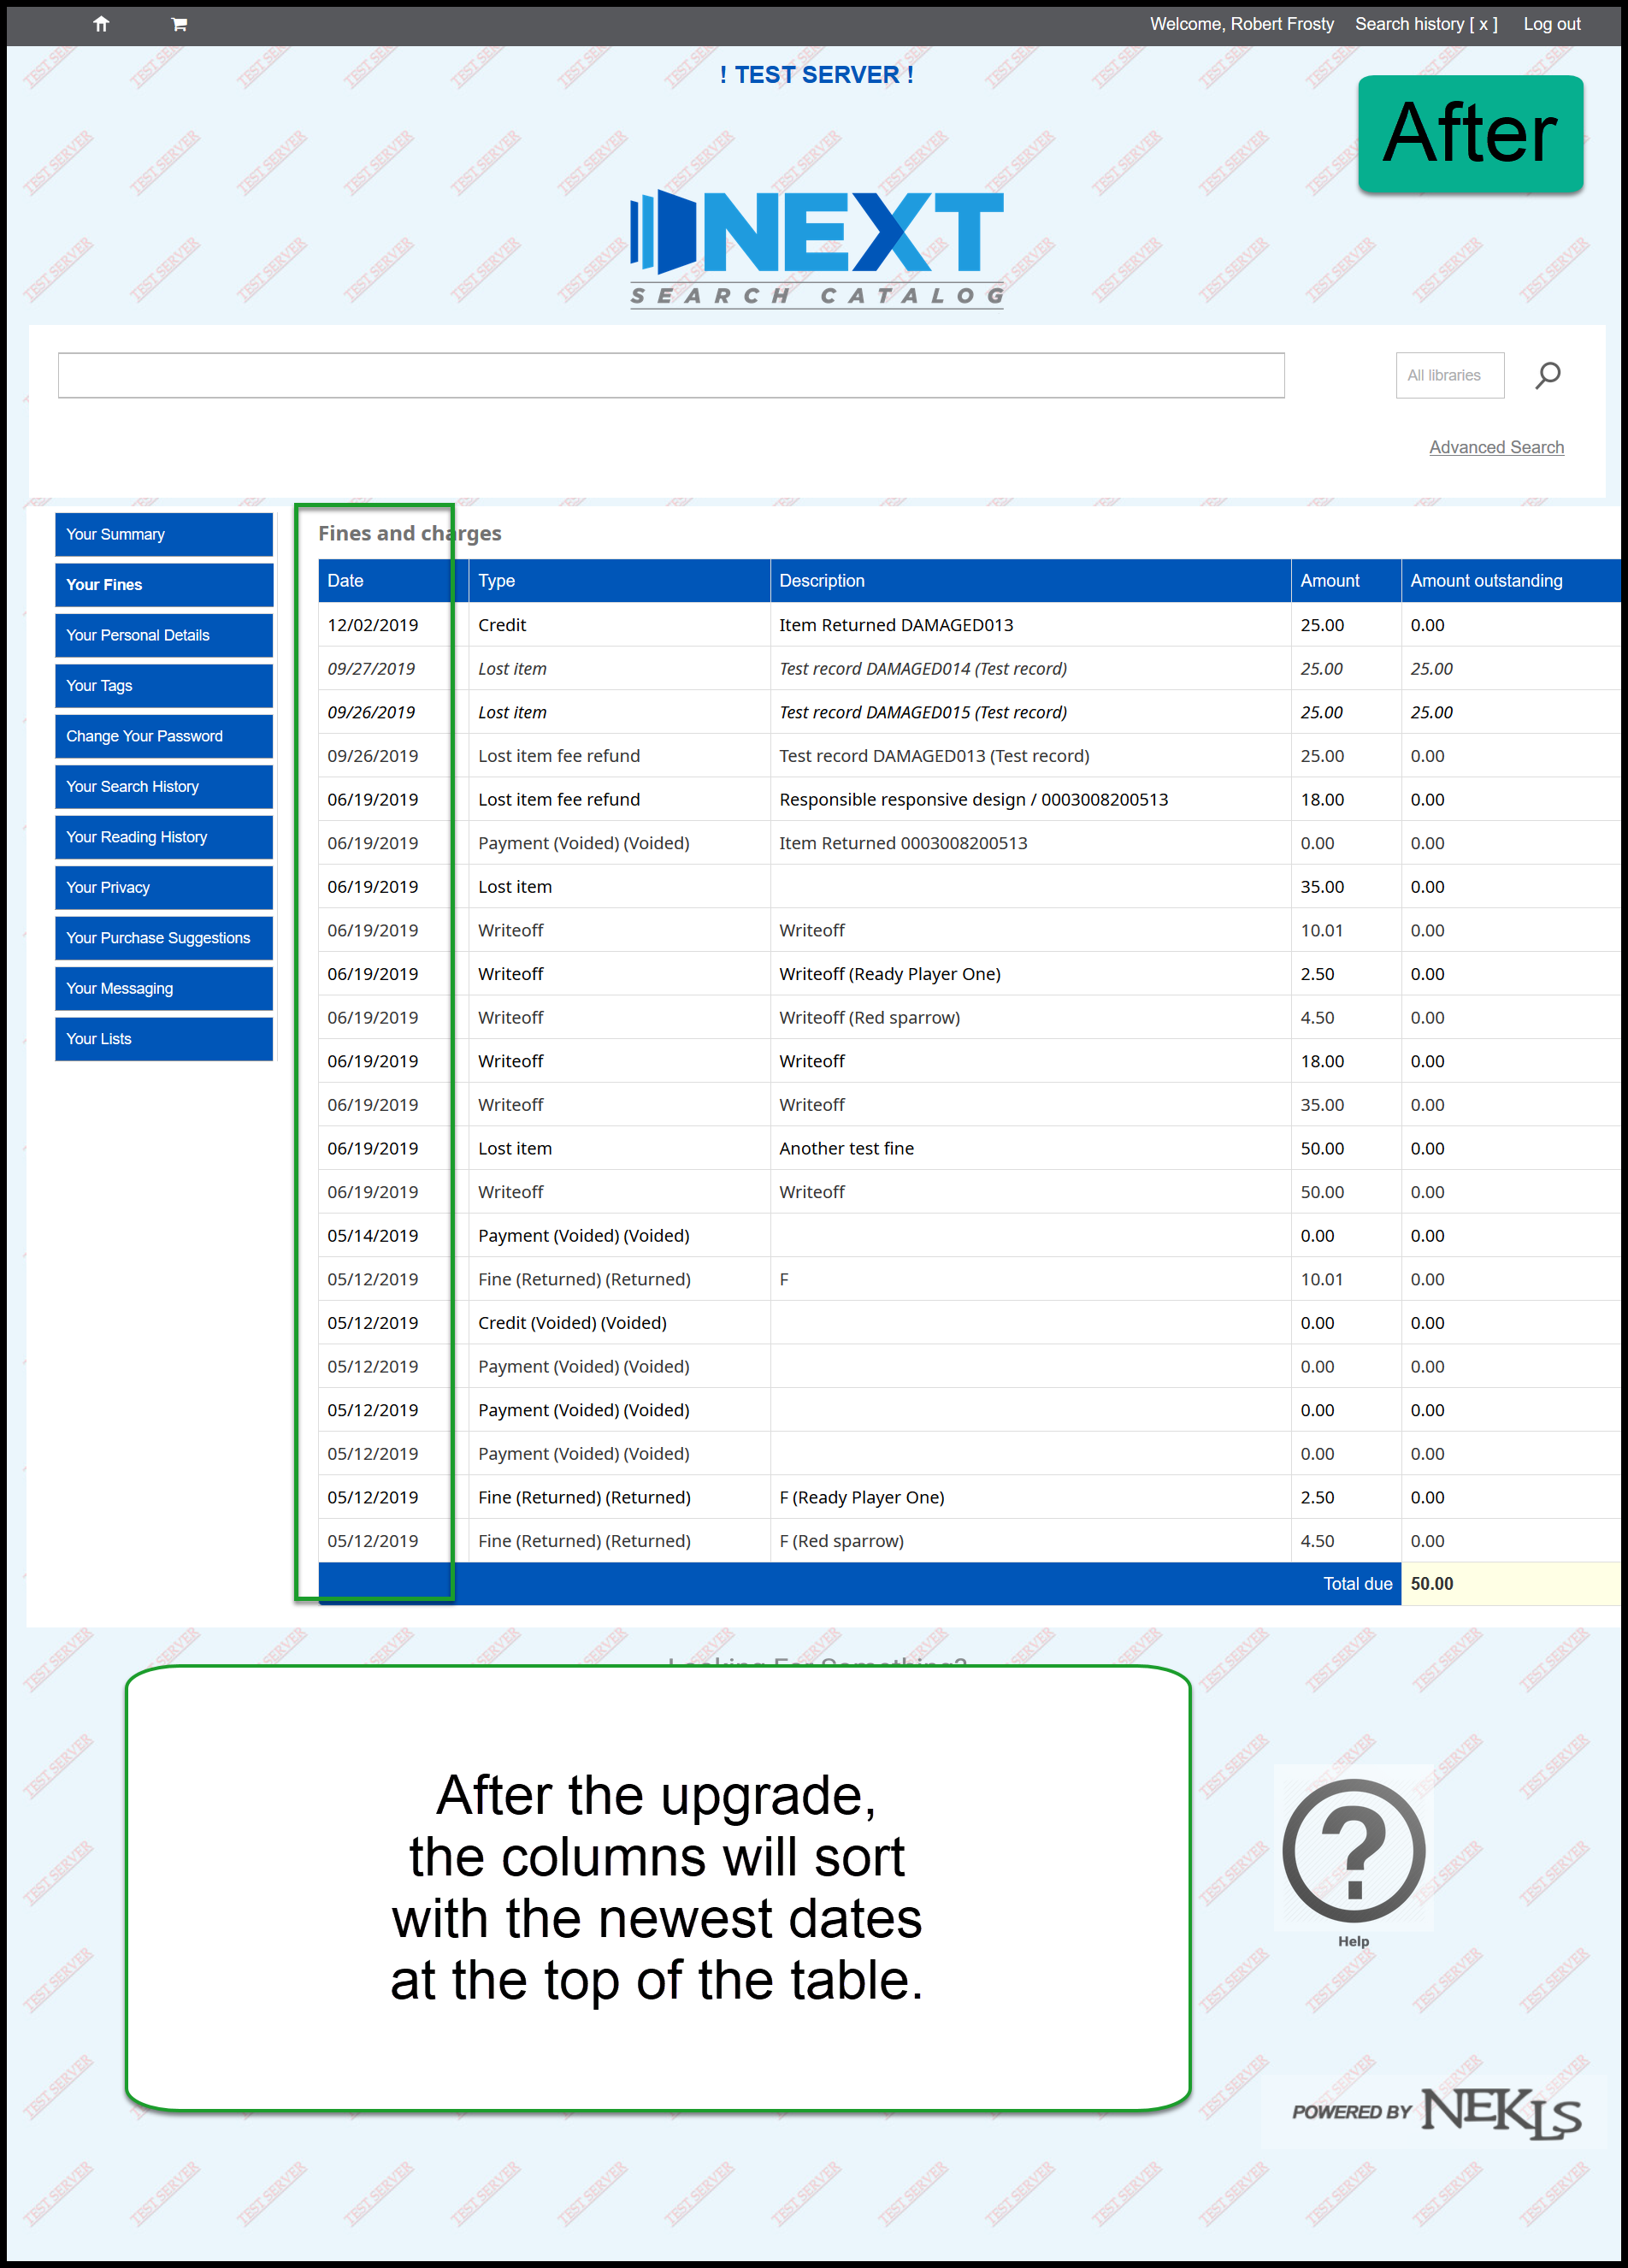 Welcome, Robert Frosty Search history [ x ] Log out
! TEST SERVER !
After
NEXT
SEARCH CATALOG
All libraries
Advanced Search
Your Summary
Your Fines
Your Personal Details
Your Tags
Change Your Password
Your Search History
Your Reading History
Your Privacy
Your Purchase Suggestions
Your Messaging
Your Lists
Fines and charges
Date Type Description Amount Amount outstanding
12/02/2019 Credit Item Returned DAMAGED013 25.00 0.00
09/27/2019 Lost item Test record DAMAGED014 (Test record) 25.00 25.00
09/26/2019 Lost item Test record DAMAGED015 (Test record) 25.00 25.00
09/26/2019 Lost item fee refund Test record DAMAGED013 (Test record) 25.00 0.00
06/19/2019 Lost item fee refund Responsible responsive design / 0003008200513 18.00 0.00
06/19/2019 Payment (Voided) (Voided) Item Returned 0003008200513 0.00 0.00
06/19/2019 Lost item 35.00 0.00
06/19/2019 Writeoff Writeoff 10.01 0.00
06/19/2019 Writeoff Writeoff (Ready Player One) 2.50 0.00
06/19/2019 Writeoff Writeoff (Red sparrow) 4.50 0.00
06/19/2019 Writeoff Writeoff 18.00 0.00
06/19/2019 Writeoff Writeoff 35.00 0.00
06/19/2019 Lost item Another test fine 50.00 0.00
06/19/2019 Writeoff Writeoff 50.00 0.00
05/14/2019 Payment (Voided) (Voided) 0.00 0.00
05/12/2019 Fine (Returned) (Returned) F 10.01 0.00
05/12/2019 Credit (Voided) (Voided) 0.00 0.00
05/12/2019 Payment (Voided) (Voided) 0.00 0.00
05/12/2019 Payment (Voided) (Voided) 0.00 0.00
05/12/2019 Payment (Voided) (Voided) 0.00 0.00
05/12/2019 Fine (Returned) (Returned) F (Ready Player One) 2.50 0.00
05/12/2019 Fine (Returned) (Returned) F (Red sparrow) 4.50 0.00
Total due 50.00
Looking For Something?
After the upgrade,
the columns will sort
with the newest dates
at the top of the table.
Help
POWERED BY NEKLS